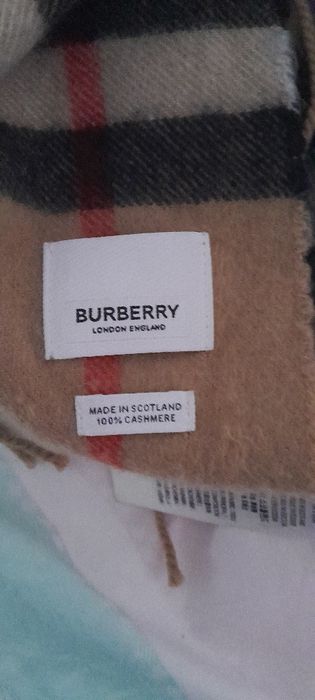 BURBERRY
LONDON ENGLAND
MADE IN SCOTLAND
100% CASHMERE